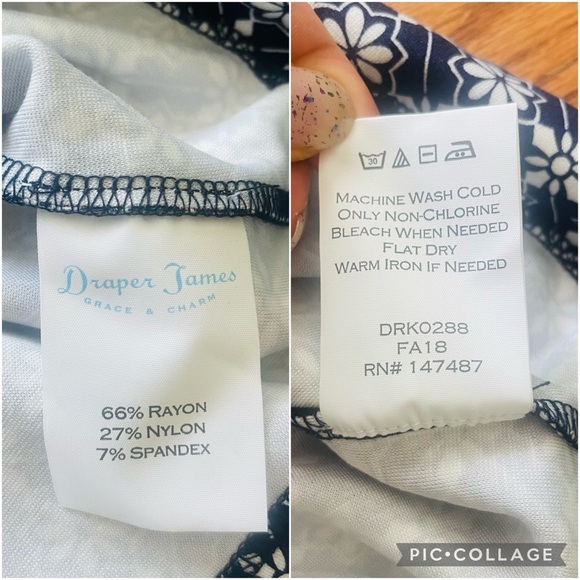 Draper James
GRACE & CHARM
66% RAYON
27% NYLON
7% SPANDEX
30
MACHINE WASH COLD
ONLY NON-CHLORINE
BLEACH WHEN NEEDED
FLAT DRY
WARM IRON IF NEEDED
DRK0288
FA18
RN# 147487
PIC•COLLAGE